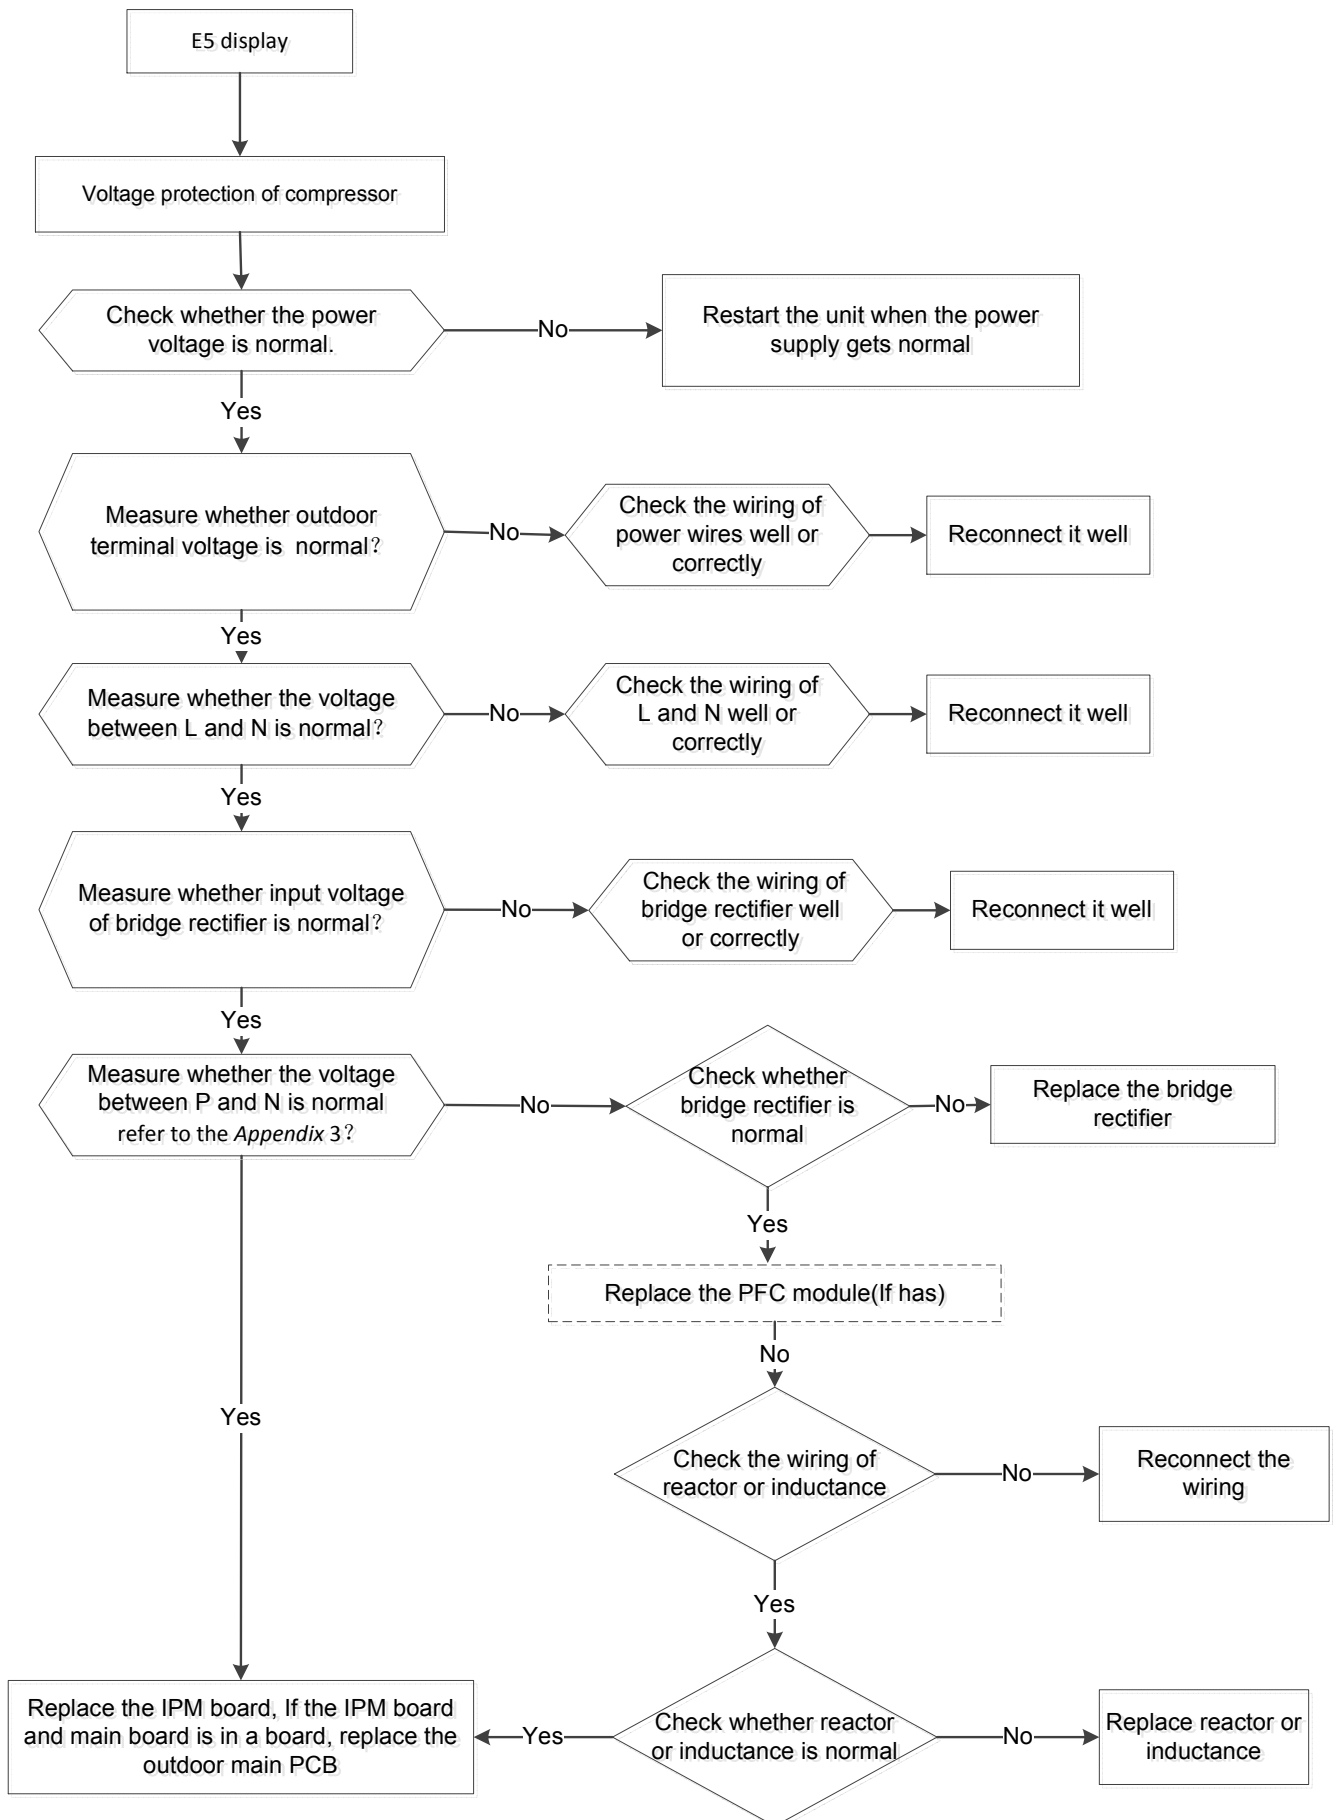 E5 display
Voltage protection of compressor
Check whether the power
voltage is normal.
No
Restart the unit when the power
supply gets normal
Yes
Measure whether outdoor
terminal voltage is normal?
No
Check the wiring of
power wires well or
correctly
Reconnect it well
Yes
Measure whether the voltage
between L and N is normal?
No
Check the wiring of
L and N well or
correctly
Reconnect it well
Yes
Measure whether input voltage
of bridge rectifier is normal?
No
Check the wiring of
bridge rectifier well
or correctly
Reconnect it well
Yes
Measure whether the voltage
between P and N is normal
refer to the Appendix 3?
No
Check whether
bridge rectifier is
normal
No
Replace the bridge
rectifier
Yes
Replace the PFC module(If has)
No
Yes
Check the wiring of
reactor or inductance
No
Reconnect the
wiring
Yes
Replace the IPM board, If the IPM board
and main board is in a board, replace the
outdoor main PCB
Yes
Check whether reactor
or inductance is normal
No
Replace reactor or
inductance